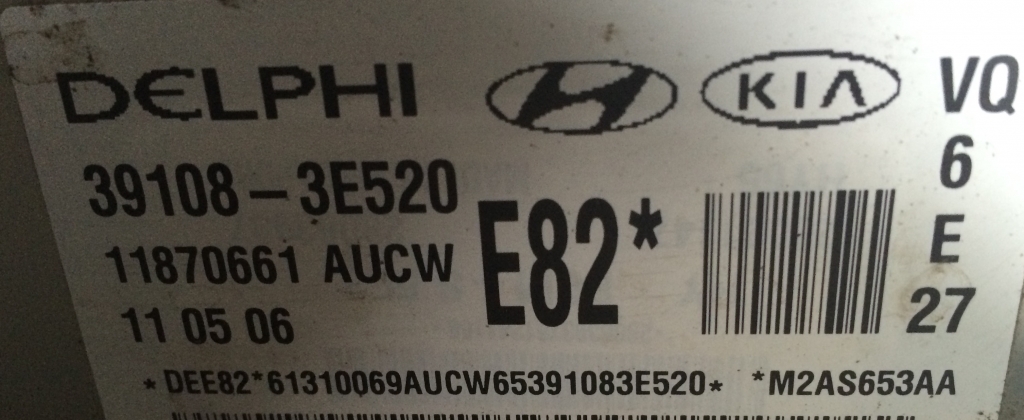 DELPHI KIA VQ
39108-3E520 6
11870661 AUCW E82* E
11 05 06 27
*DEE82*61310069AUCW65391083E520* *M2AS653AA